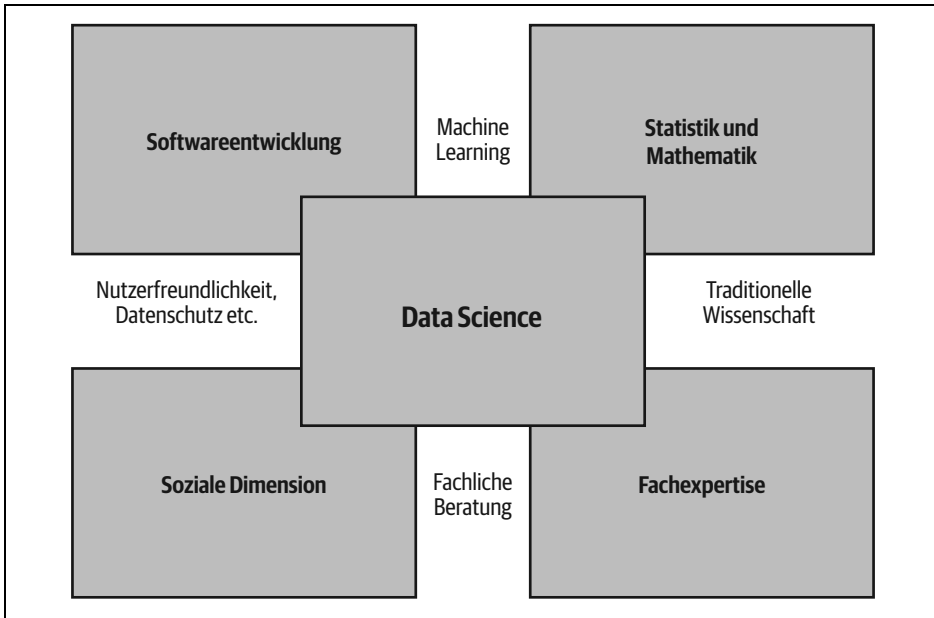 Softwareentwicklung
Machine
Learning
Statistik und
Mathematik
Nutzerfreundlichkeit,
Datenschutz etc.
Data Science
Traditionelle
Wissenschaft
Soziale Dimension
Fachliche
Beratung
Fachexpertise